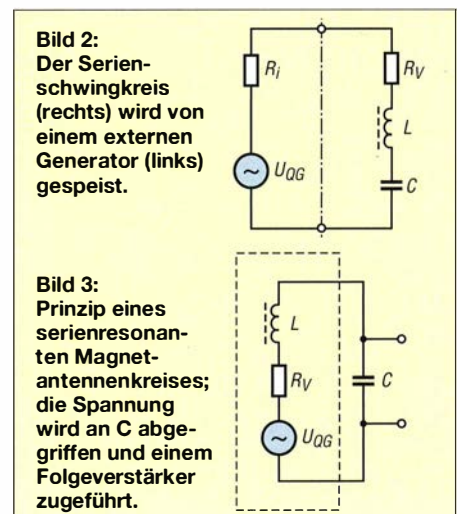 Bild 2:
Der Serien-
schwingkreis
(rechts) wird von
einem externen
Generator (links)
gespeist.
Ri
UQG
RV
L
C
Bild 3:
Prinzip eines
serienresonan-
ten Magnet-
antennenkreises;
die Spannung
wird an C abge-
griffen und einem
Folgeverstärker
zugeführt.
L
RV
UQG
C